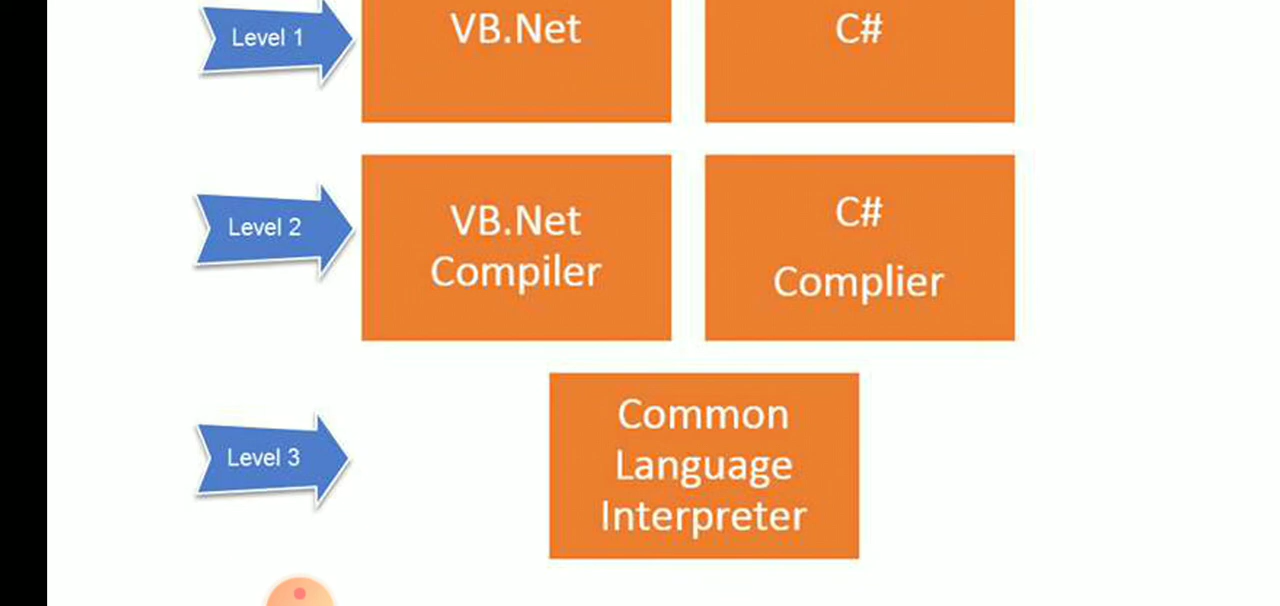 Level 1
VB.Net
C#
Level 2
VB.Net
Compiler
C#
Complier
Level 3
Common
Language
Interpreter